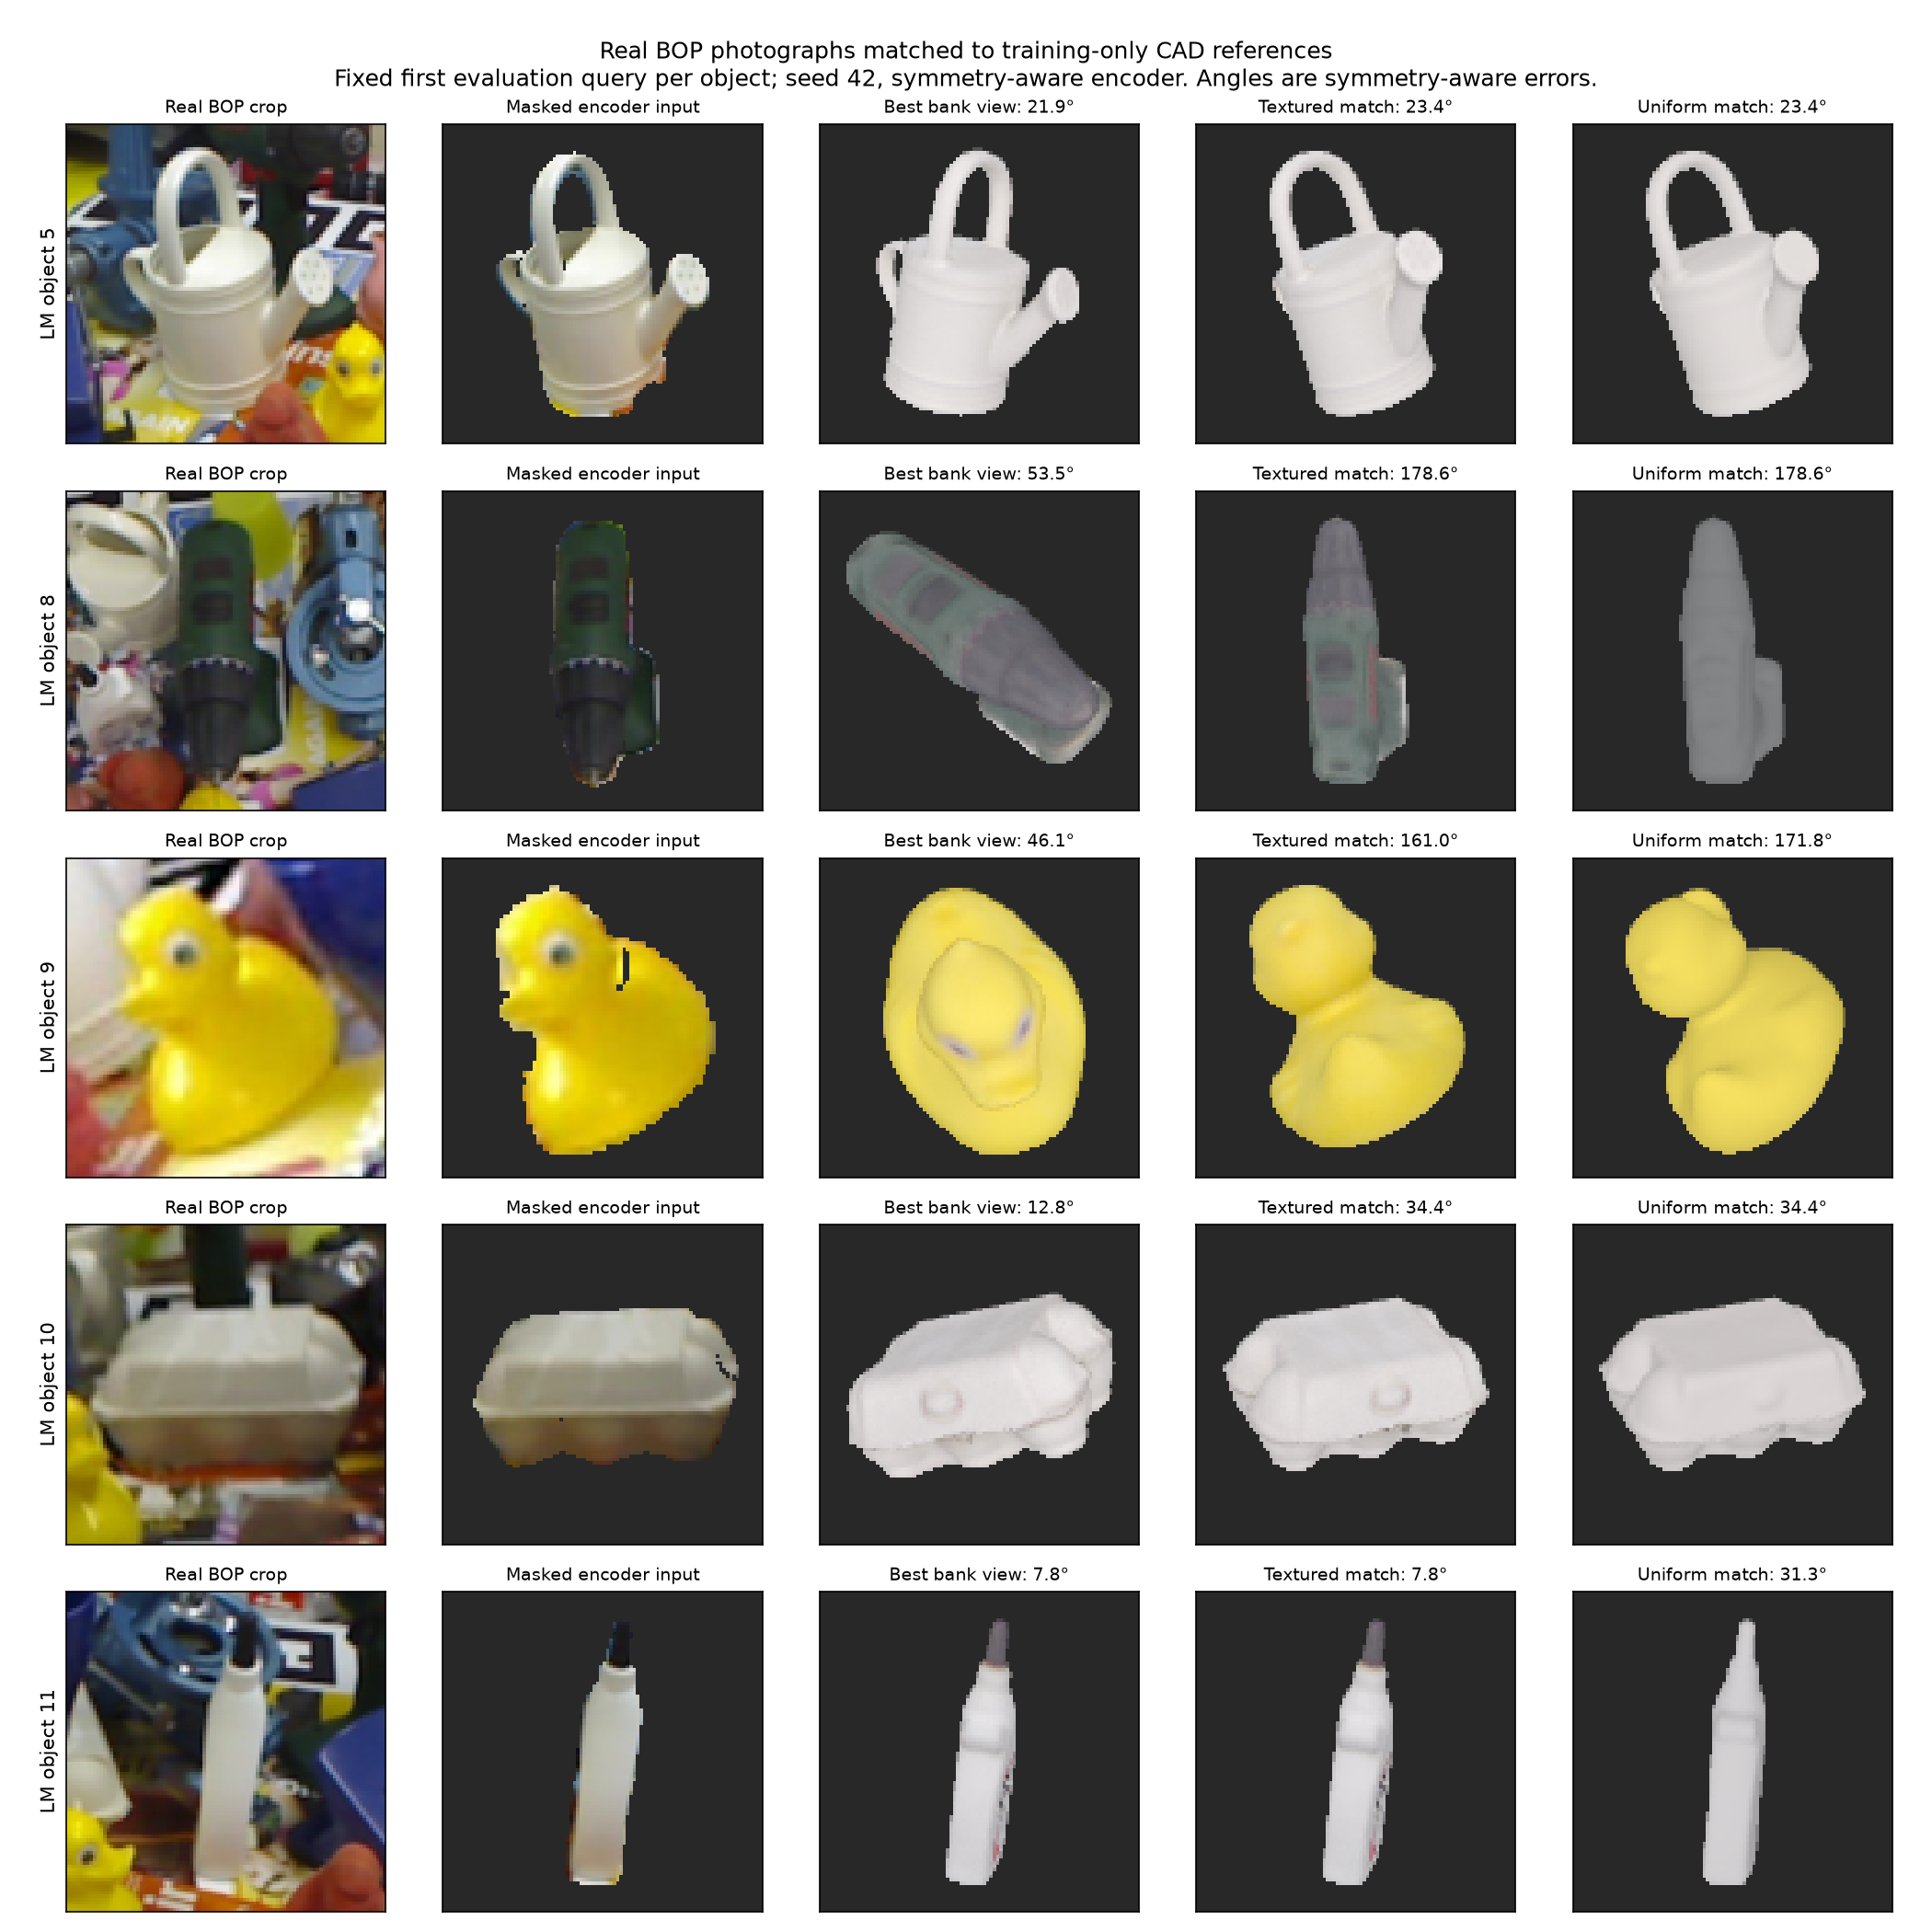 Real BOP photographs matched to training-only CAD references
Fixed first evaluation query per object; seed 42, symmetry-aware encoder. Angles are symmetry-aware errors.
Real BOP crop
Masked encoder input
Best bank view: 21.9°
Textured match: 23.4°
Uniform match: 23.4°
LM object 5
Real BOP crop
Masked encoder input
Best bank view: 53.5°
Textured match: 178.6°
Uniform match: 178.6°
LM object 8
Real BOP crop
Masked encoder input
Best bank view: 46.1°
Textured match: 161.0°
Uniform match: 171.8°
LM object 9
Real BOP crop
Masked encoder input
Best bank view: 12.8°
Textured match: 34.4°
Uniform match: 34.4°
LM object 10
Real BOP crop
Masked encoder input
Best bank view: 7.8°
Textured match: 7.8°
Uniform match: 31.3°
LM object 11